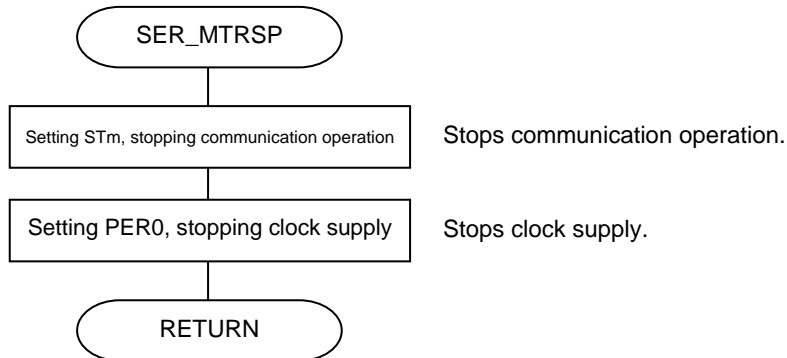 SER_MTRSP
Setting STm, stopping communication operation
Stops communication operation.
Setting PER0, stopping clock supply
Stops clock supply.
RETURN